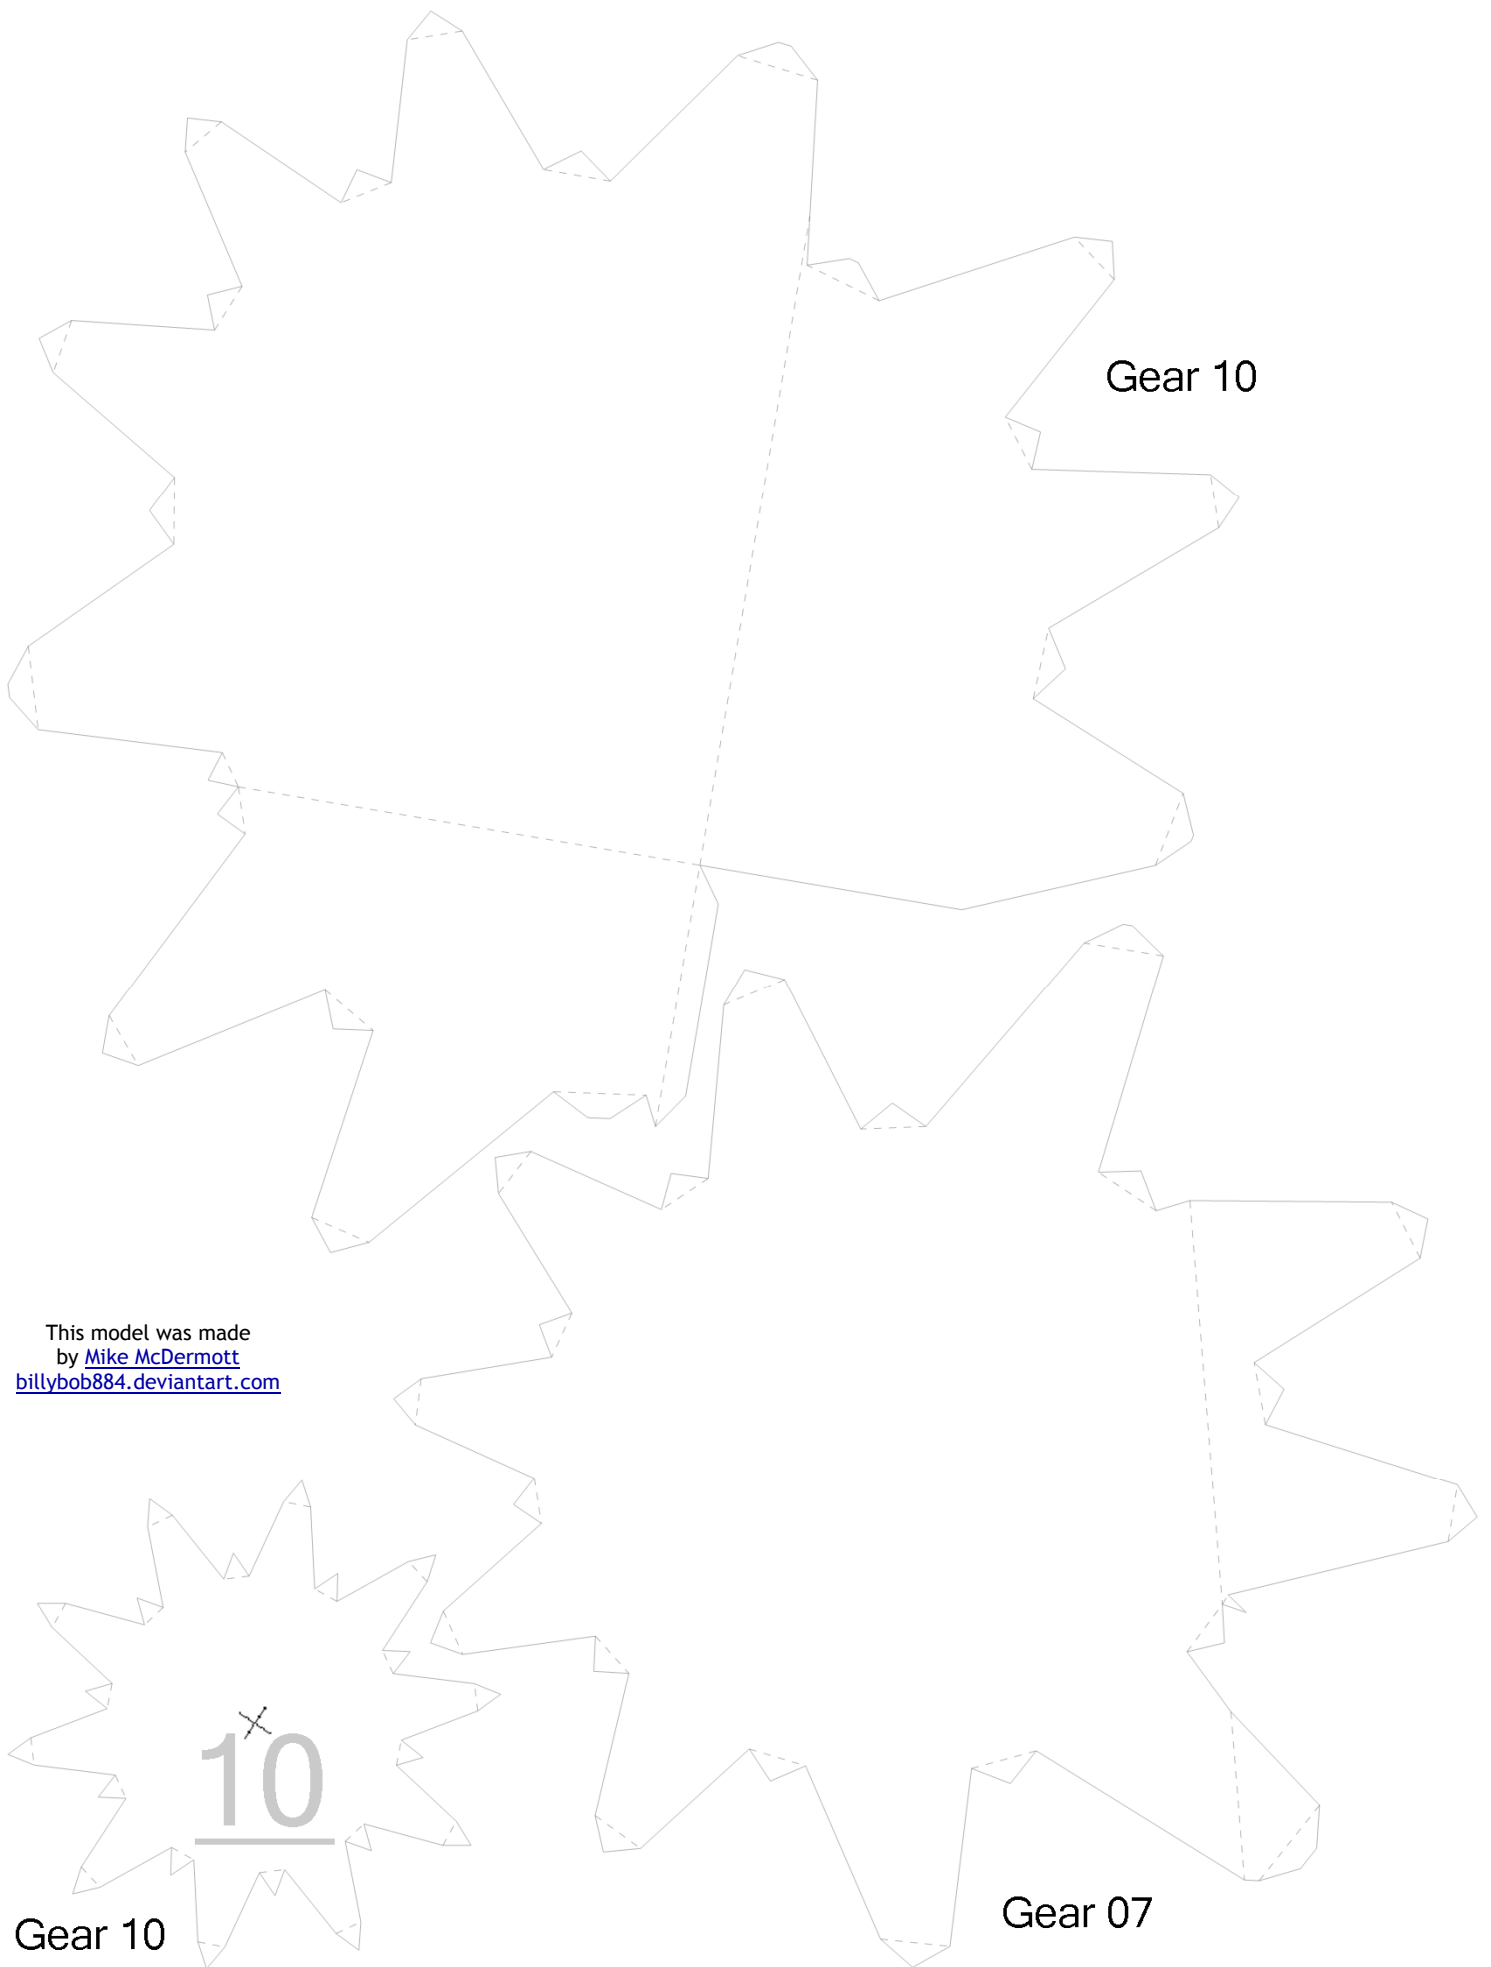 Gear 10
This model was made
by Mike McDermott
billybob884.deviantart.com
10
Gear 10
Gear 07